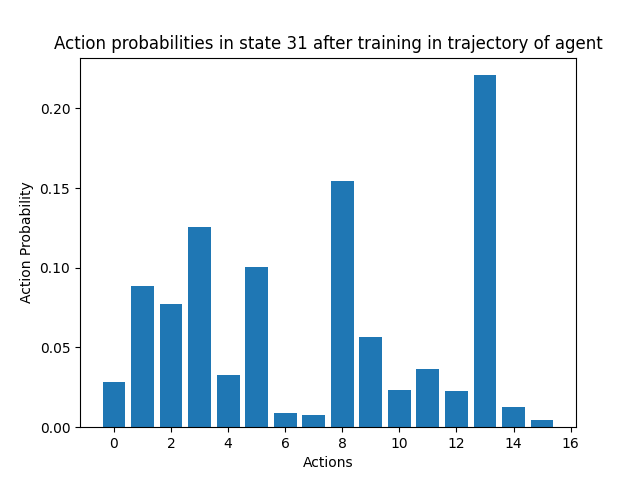 Action probabilities in state 31 after training in trajectory of agent
0.20
0.15
0.10
0.05
0.00
Action Probability
0 2 4 6 8 10 12 14 16
Actions